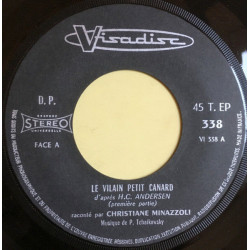 Visadisc
D. P.
STEREO
FACE A
45 T. EP
338
VI 338 A
LE VILAIN PETIT CANARD
d'après H.C. ANDERSEN
(première partie)
raconté par CHRISTIANE MINAZZOLI
Musique de P. Tchaïkovsky